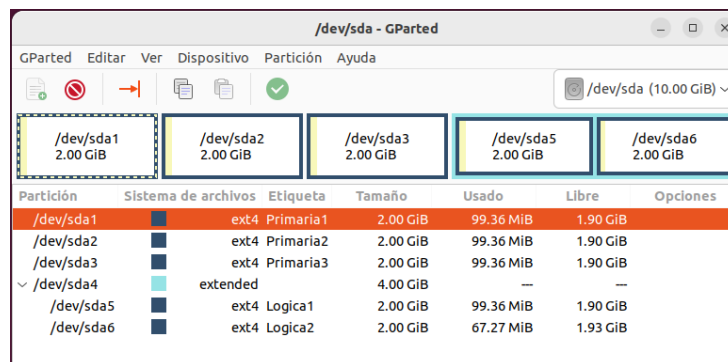 /dev/sda - GParted
GParted Editar Ver Dispositivo Partición Ayuda
/dev/sda (10.00 GiB)
/dev/sda1 /dev/sda2 /dev/sda3 /dev/sda5 /dev/sda6
2.00 GiB 2.00 GiB 2.00 GiB 2.00 GiB 2.00 GiB
Partición Sistema de archivos Etiqueta Tamaño Usado Libre Opciones
/dev/sda1 ext4 Primaria1 2.00 GiB 99.36 MiB 1.90 GiB
/dev/sda2 ext4 Primaria2 2.00 GiB 99.36 MiB 1.90 GiB
/dev/sda3 ext4 Primaria3 2.00 GiB 99.36 MiB 1.90 GiB
/dev/sda4 extended 4.00 GiB --- ---
/dev/sda5 ext4 Logica1 2.00 GiB 99.36 MiB 1.90 GiB
/dev/sda6 ext4 Logica2 2.00 GiB 67.27 MiB 1.93 GiB